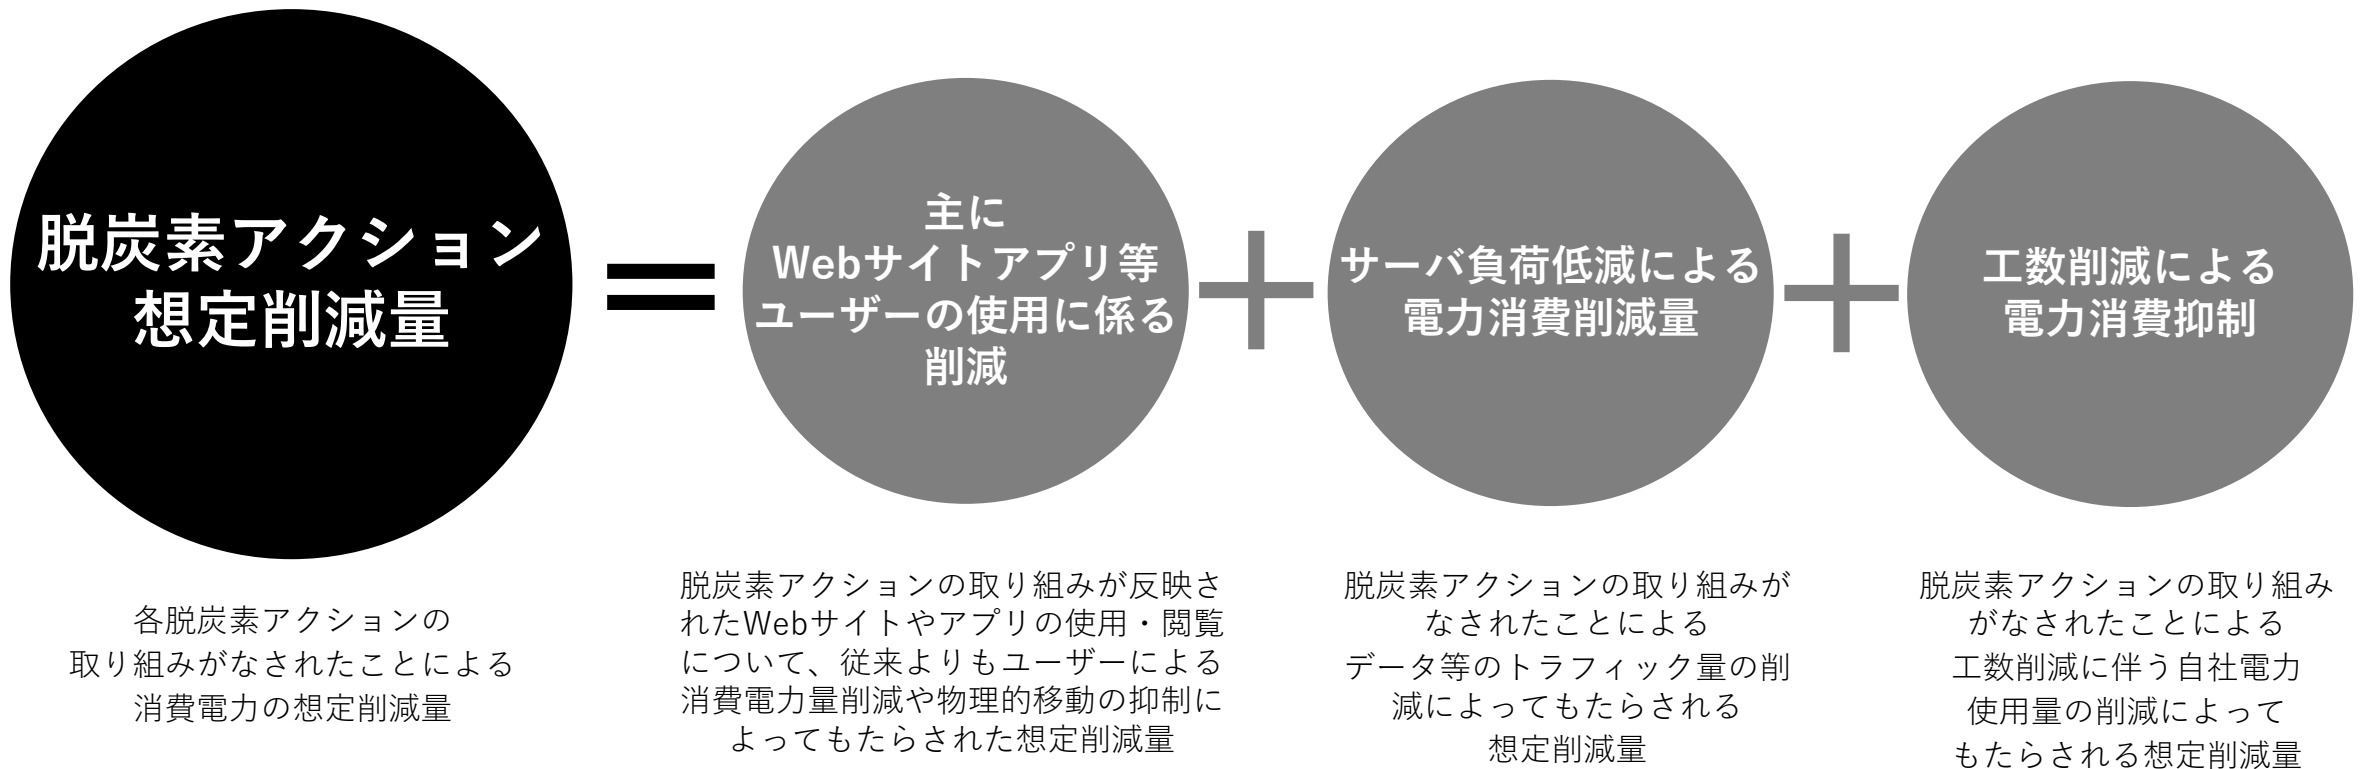 脱炭素アクション
想定削減量
主に
Webサイトアプリ等
ユーザーの使用に係る
削減
サーバ負荷低減による
電力消費削減量
工数削減による
電力消費抑制
各脱炭素アクションの
取り組みがなされたことによる
消費電力の想定削減量
脱炭素アクションの取り組みが反映さ
れたWebサイトやアプリの使用・閲覧
について、従来よりもユーザーによる
消費電力量削減や物理的移動の抑制に
よってもたらされた想定削減量
脱炭素アクションの取り組みが
なされたことによる
データ等のトラフィック量の削
減によってもたらされる
想定削減量
脱炭素アクションの取り組み
がなされたことによる
工数削減に伴う自社電力
使用量の削減によって
もたらされる想定削減量